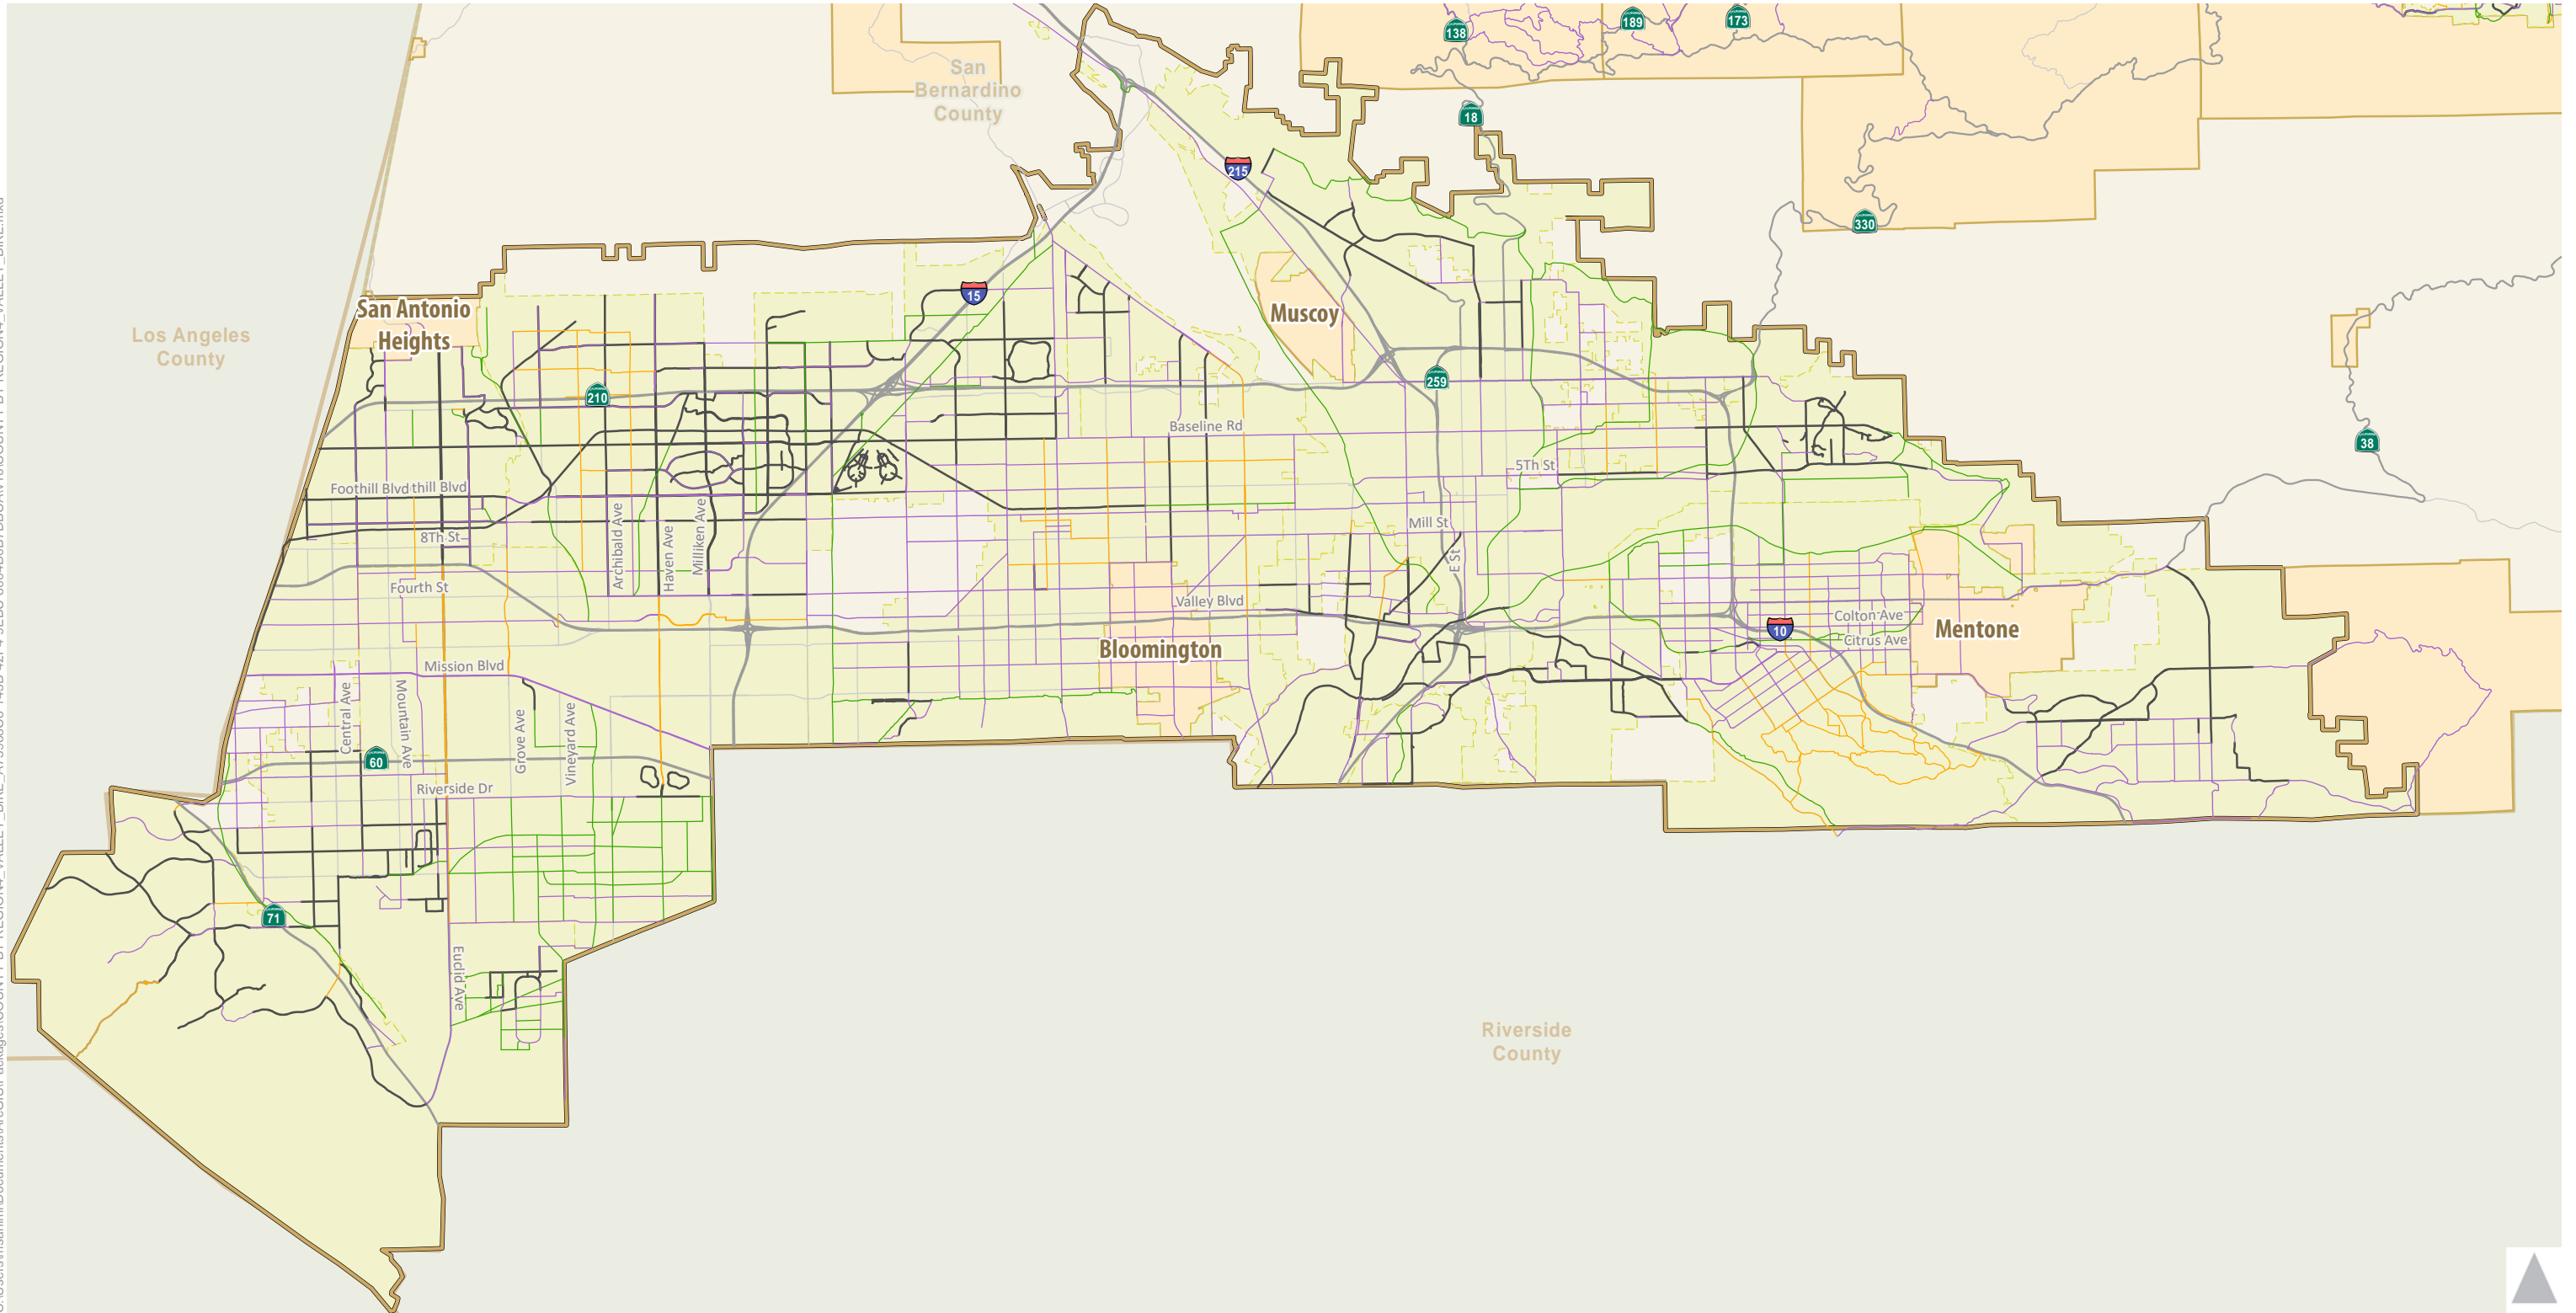 138
189
173
San
Bernardino
County
18
215
330
15
San Antonio
Heights
Muscoy
Los Angeles
County
259
210
Baseline Rd
38
5Th St
Foothill Blvd
thill Blvd
Mill St
8Th St
E St
Archibald Ave
Haven Ave
Milliken Ave
Fourth St
Valley Blvd
Colton Ave
10
Mentone
Citrus Ave
Bloomington
Mission Blvd
Central Ave
Mountain Ave
Grove Ave
Vineyard Ave
60
Riverside Dr
71
Euclid Ave
Riverside
County